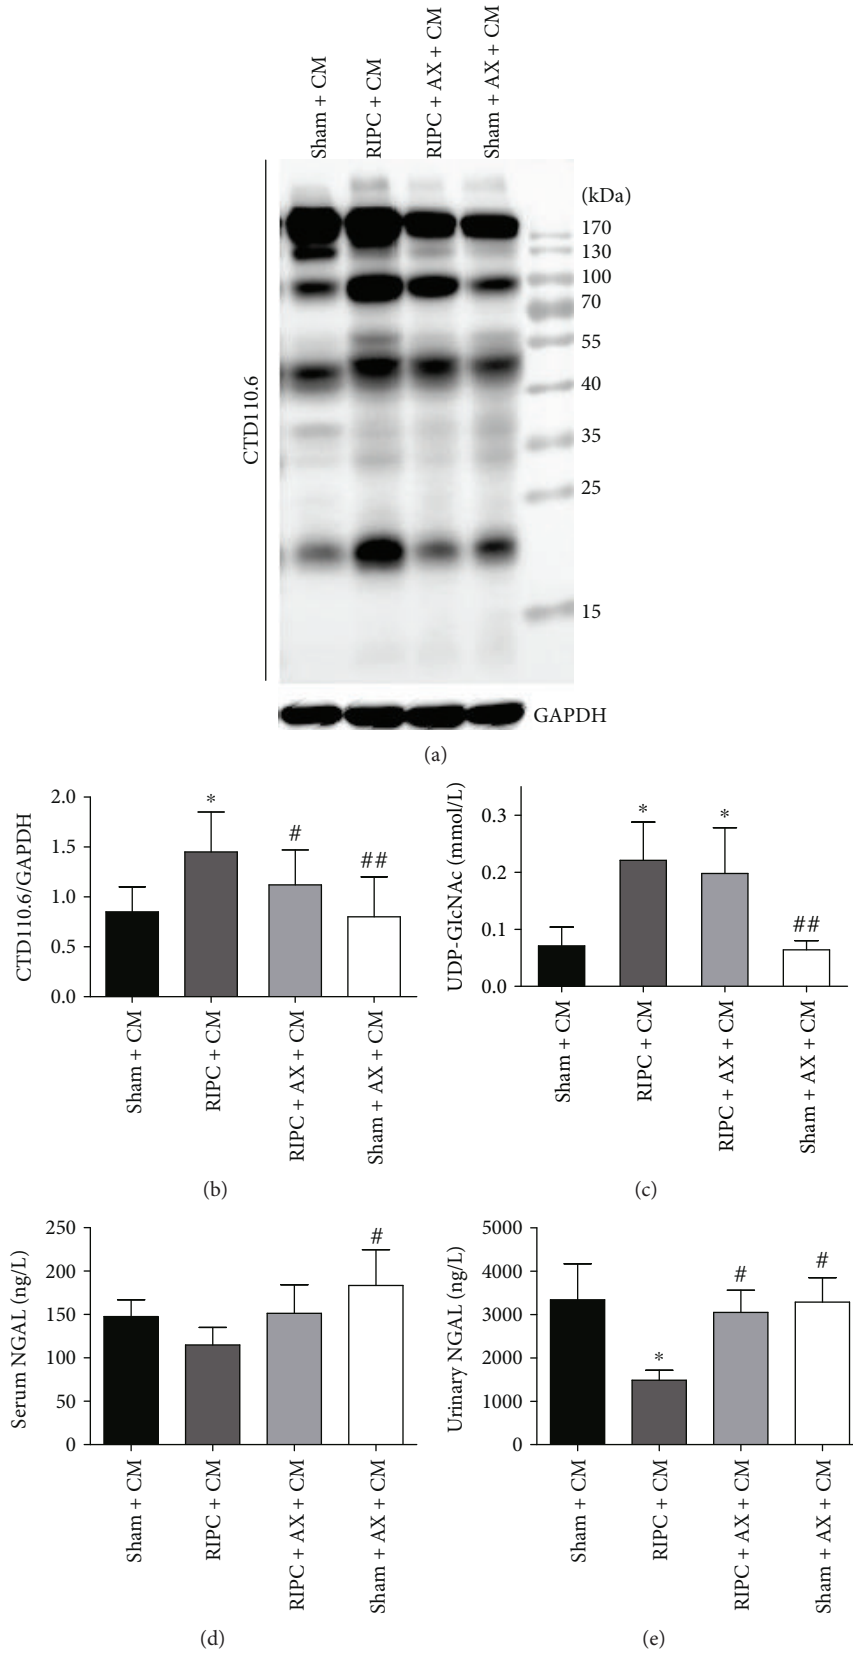 Sham + CM
RIPC + CM
RIPC + AX + CM
Sham + AX + CM
(kDa)
170
130
100
70
55
40
35
25
15
CTD110.6
GAPDH
(a)
CTD110.6/GAPDH
2.0
1.5
1.0
0.5
0.0
*
#
##
Sham + CM
RIPC + CM
RIPC + AX + CM
Sham + AX + CM
(b)
UDP-GIcNAc (mmol/L)
0.3
0.2
0.1
0.0
*
*
##
Sham + CM
RIPC + CM
RIPC + AX + CM
Sham + AX + CM
(c)
Serum NGAL (ng/L)
250
200
150
100
50
0
#
Sham + CM
RIPC + CM
RIPC + AX + CM
Sham + AX + CM
(d)
Urinary NGAL (ng/L)
5000
4000
3000
2000
1000
0
*
#
#
Sham + CM
RIPC + CM
RIPC + AX + CM
Sham + AX + CM
(e)